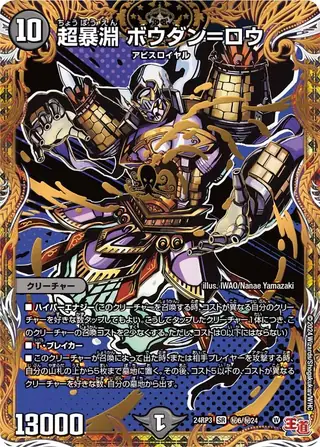 10
ちょうぼうえん
超暴淵 ボウダン=ロウ
アビスロイヤル
illus. IWAO/Nanae Yamazaki
クリーチャー
■ハイパーエナジー(このクリーチャーを召喚する時、コストが異なる自分のクリー
チャーを好きな数タップしてもよい。こうしてタップしたクリーチャー1体につき、こ
のクリーチャーの召喚コストを2少なくする。ただし、コストは0以下にはならない)
■T・ブレイカー
■このクリーチャーが召喚によって出た時、または相手プレイヤーを攻撃する時、
自分の山札の上から6枚まで墓地に置く。その後、コスト5以下の、コストが異なる
クリーチャーを好きな数、自分の墓地から出す。
13000
24RP3 SR
W
王道